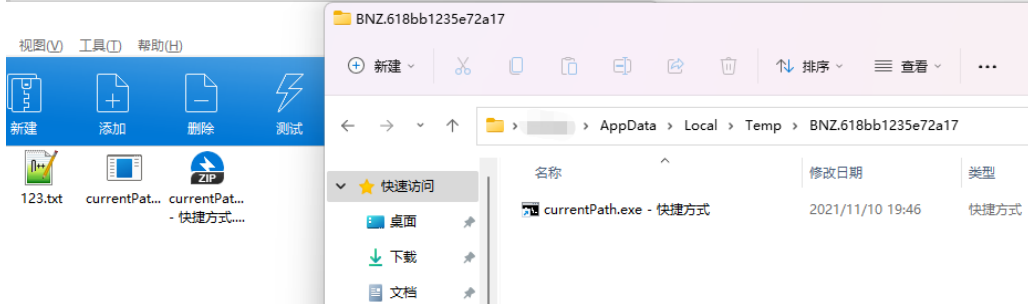 BNZ.618bb1235e72a17
视图(V) 工具(T) 帮助(H)
新建 添加 删除 测试
新建 排序 查看 ...
AppData Local Temp BNZ.618bb1235e72a17
123.txt currentPat... currentPat...
- 快捷方式....
ZIP
快速访问
桌面
下载
文档
名称 修改日期 类型
currentPath.exe - 快捷方式 2021/11/10 19:46 快捷方式